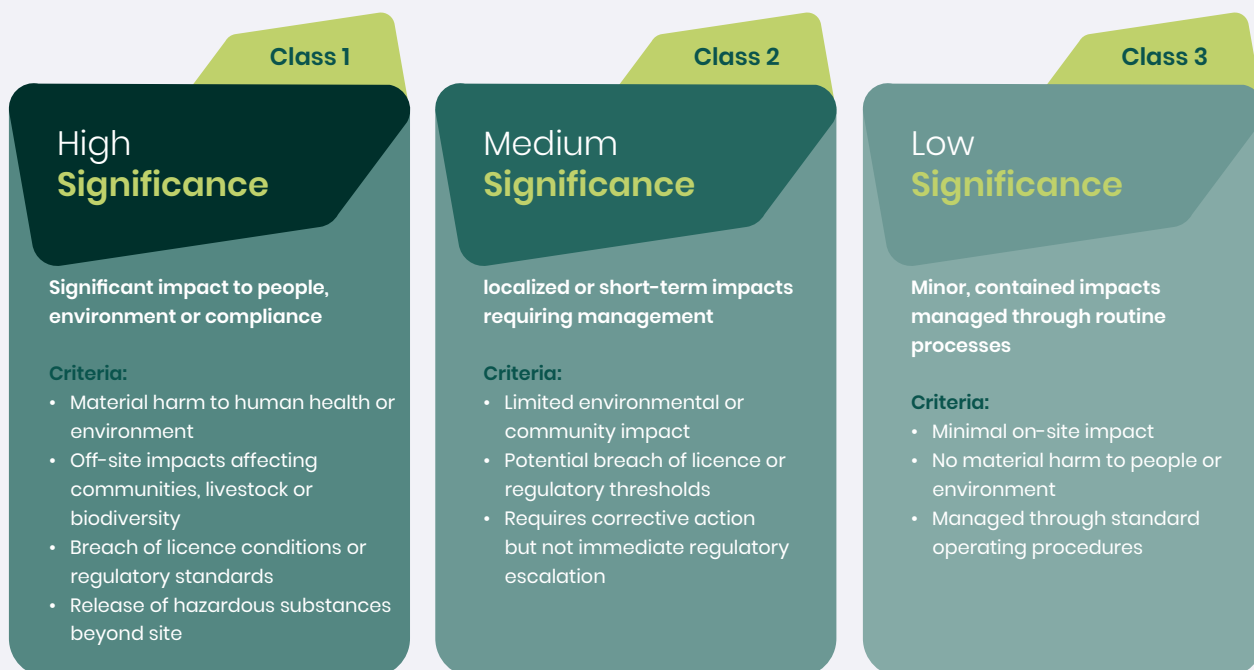 Class 1
High
Significance
Significant impact to people,
environment or compliance
Criteria:
• Material harm to human health or
environment
• Off-site impacts affecting
communities, livestock or
biodiversity
• Breach of licence conditions or
regulatory standards
• Release of hazardous substances
beyond site
Class 2
Medium
Significance
localized or short-term impacts
requiring management
Criteria:
• Limited environmental or
community impact
• Potential breach of licence or
regulatory thresholds
• Requires corrective action
but not immediate regulatory
escalation
Class 3
Low
Significance
Minor, contained impacts
managed through routine
processes
Criteria:
• Minimal on-site impact
• No material harm to people or
environment
• Managed through standard
operating procedures